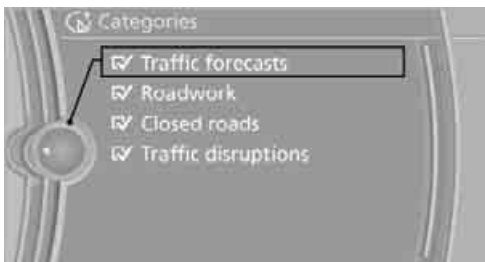 Categories
Traffic forecasts
Roadwork
Closed roads
Traffic disruptions